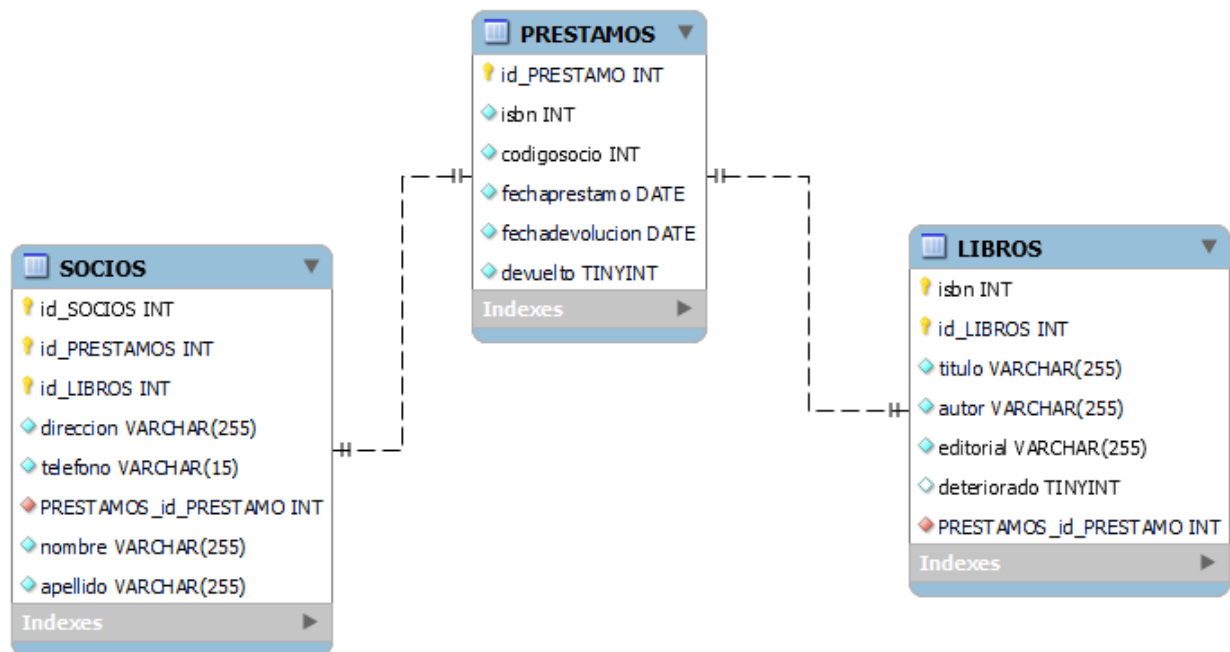 PRESTAMOS
id_PRESTAMO INT
isbn INT
codigosocio INT
fechaprestamo DATE
fechadevolucion DATE
devuelto TINYINT
Indexes
SOCIOS
id_SOCIOS INT
id_PRESTAMOS INT
id_LIBROS INT
direccion VARCHAR(255)
telefono VARCHAR(15)
PRESTAMOS_id_PRESTAMO INT
nombre VARCHAR(255)
apellido VARCHAR(255)
Indexes
LIBROS
isbn INT
id_LIBROS INT
titulo VARCHAR(255)
autor VARCHAR(255)
editorial VARCHAR(255)
deteriorado TINYINT
PRESTAMOS_id_PRESTAMO INT
Indexes